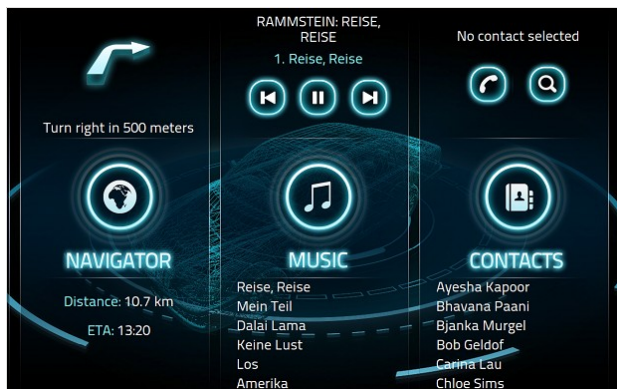 Turn right in 500 meters
NAVIGATOR
Distance: 10.7 km
ETA: 13:20
RAMMSTEIN: REISE,
REISE
1. Reise, Reise
MUSIC
Reise, Reise
Mein Teil
Dalai Lama
Keine Lust
Los
Amerika
No contact selected
CONTACTS
Ayesha Kapoor
Bhavana Paani
Bjanka Murgel
Bob Geldof
Carina Lau
Chloe Sims